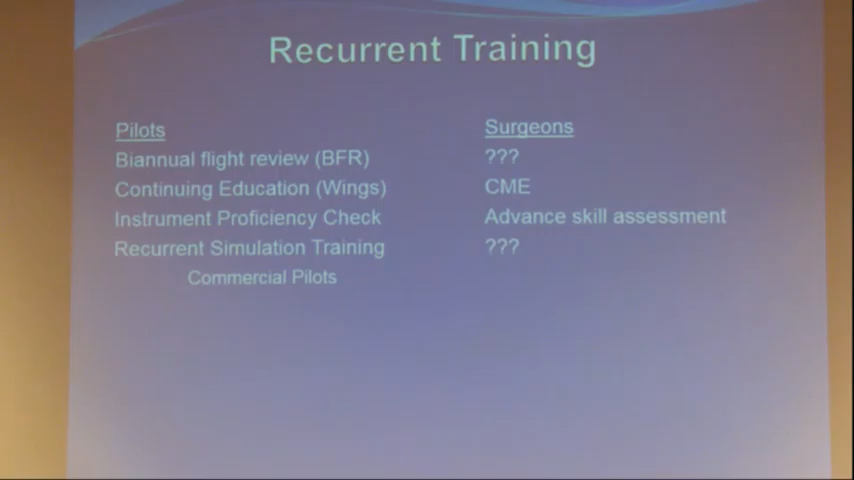 Recurrent Training
Pilots
Biannual flight review (BFR)
Continuing Education (Wings)
Instrument Proficiency Check
Recurrent Simulation Training
Commercial Pilots
Surgeons
???
CME
Advance skill assessment
???